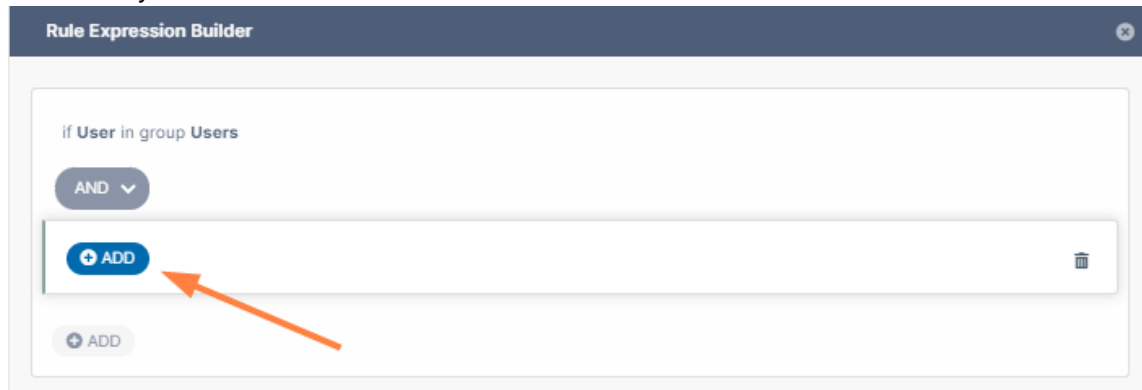 Rule Expression Builder
if User in group Users
AND
ADD
ADD